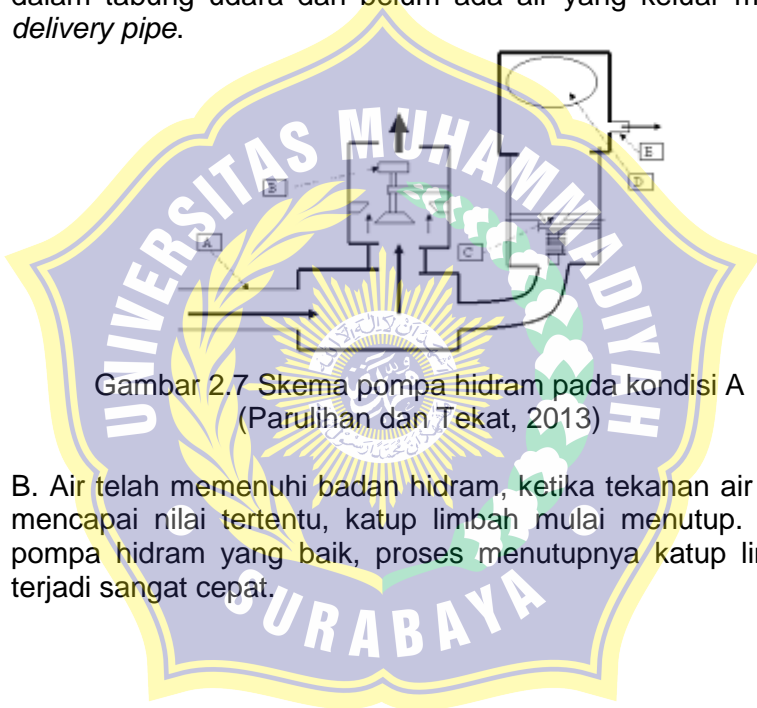 dalam tabung udara dan belum ada air yang keluar m
delivery pipe.
E
D
B
C
A
Gambar 2.7 Skema pompa hidram pada kondisi A
(Parulihan dan Tekat, 2013)
B. Air telah memenuhi badan hidram, ketika tekanan air
mencapai nilai tertentu, katup limbah mulai menutup.
pompa hidram yang baik, proses menutupnya katup li
terjadi sangat cepat.
UNIVERSITAS MUHAMMADIYAH
SURABAYA